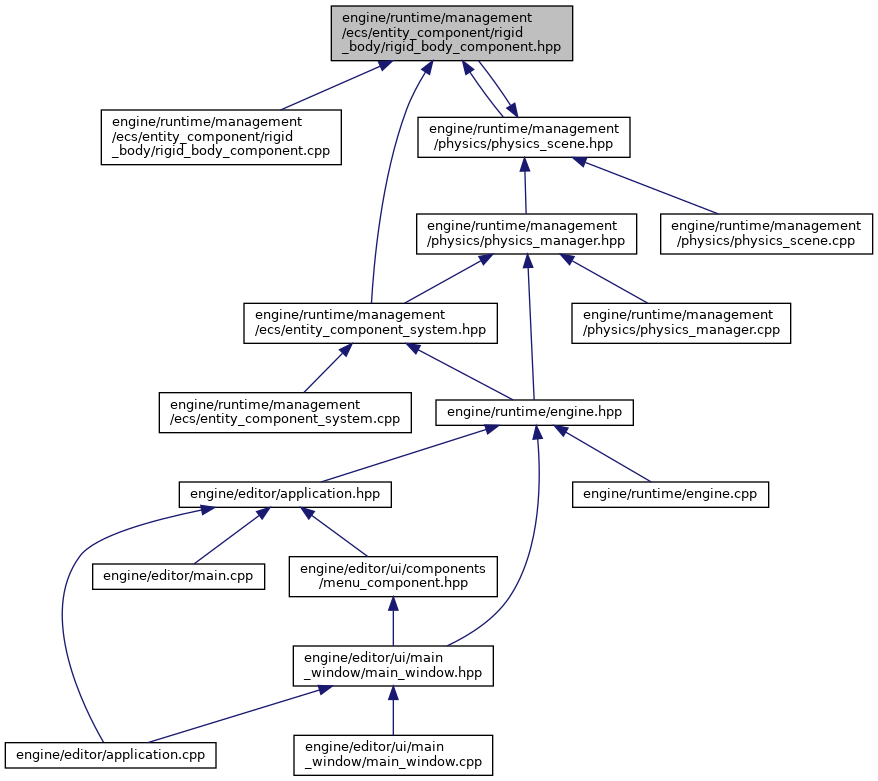 engine/runtime/management
/ecs/entity_component/rigid
_body/rigid_body_component.hpp
engine/runtime/management
/ecs/entity_component/rigid
_body/rigid_body_component.cpp
engine/runtime/management
/physics/physics_scene.hpp
engine/runtime/management
/physics/physics_manager.hpp
engine/runtime/management
/physics/physics_scene.cpp
engine/runtime/management
/ecs/entity_component_system.hpp
engine/runtime/management
/physics/physics_manager.cpp
engine/runtime/management
/ecs/entity_component_system.cpp
engine/runtime/engine.hpp
engine/editor/application.hpp
engine/runtime/engine.cpp
engine/editor/main.cpp
engine/editor/ui/components
/menu_component.hpp
engine/editor/ui/main
_window/main_window.hpp
engine/editor/application.cpp
engine/editor/ui/main
_window/main_window.cpp